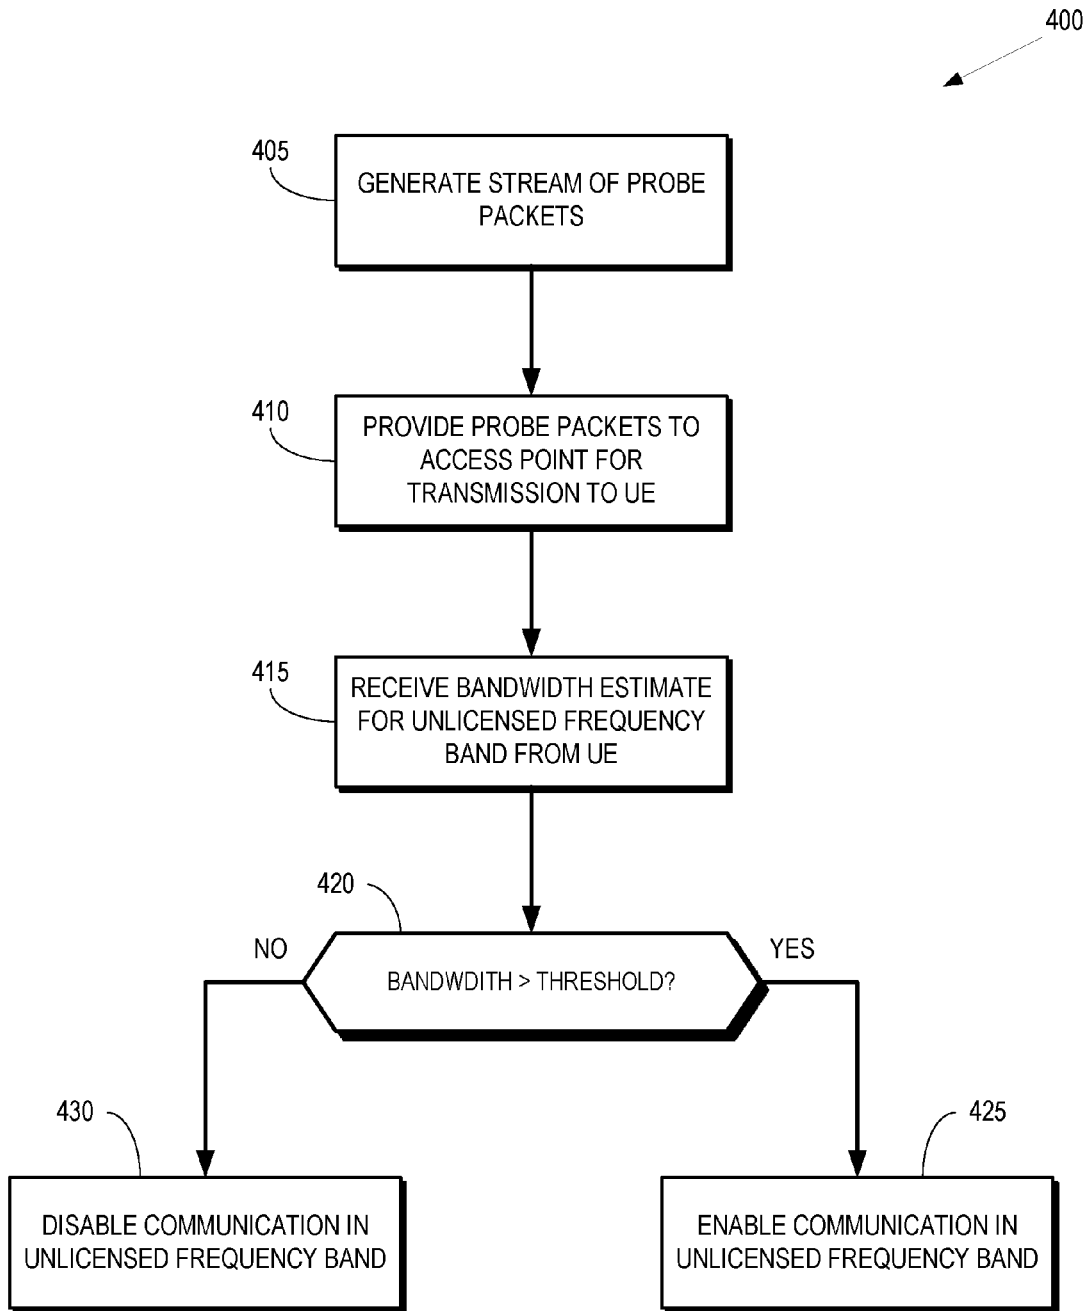 400
405
GENERATE STREAM OF PROBE
PACKETS
410
PROVIDE PROBE PACKETS TO
ACCESS POINT FOR
TRANSMISSION TO UE
415
RECEIVE BANDWIDTH ESTIMATE
FOR UNLICENSED FREQUENCY
BAND FROM UE
420
NO
YES
BANDWDITH > THRESHOLD?
430
425
DISABLE COMMUNICATION IN
UNLICENSED FREQUENCY BAND
ENABLE COMMUNICATION IN
UNLICENSED FREQUENCY BAND